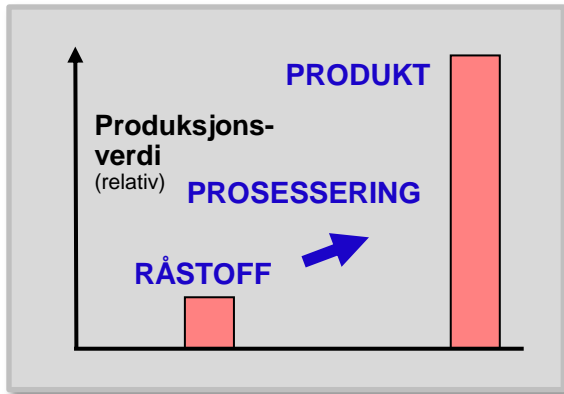 PRODUKT
Produksjons-
verdi
(relativ)
PROSESSERING
RÅSTOFF